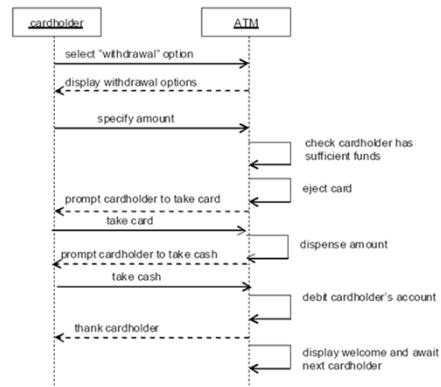 cardholder
ATM
select "withdrawal" option
display withdrawal options
specify amount
check cardholder has
sufficient funds
eject card
prompt cardholder to take card
take card
dispense amount
prompt cardholder to take cash
take cash
debit cardholder's account
thank cardholder
display welcome and await
next cardholder